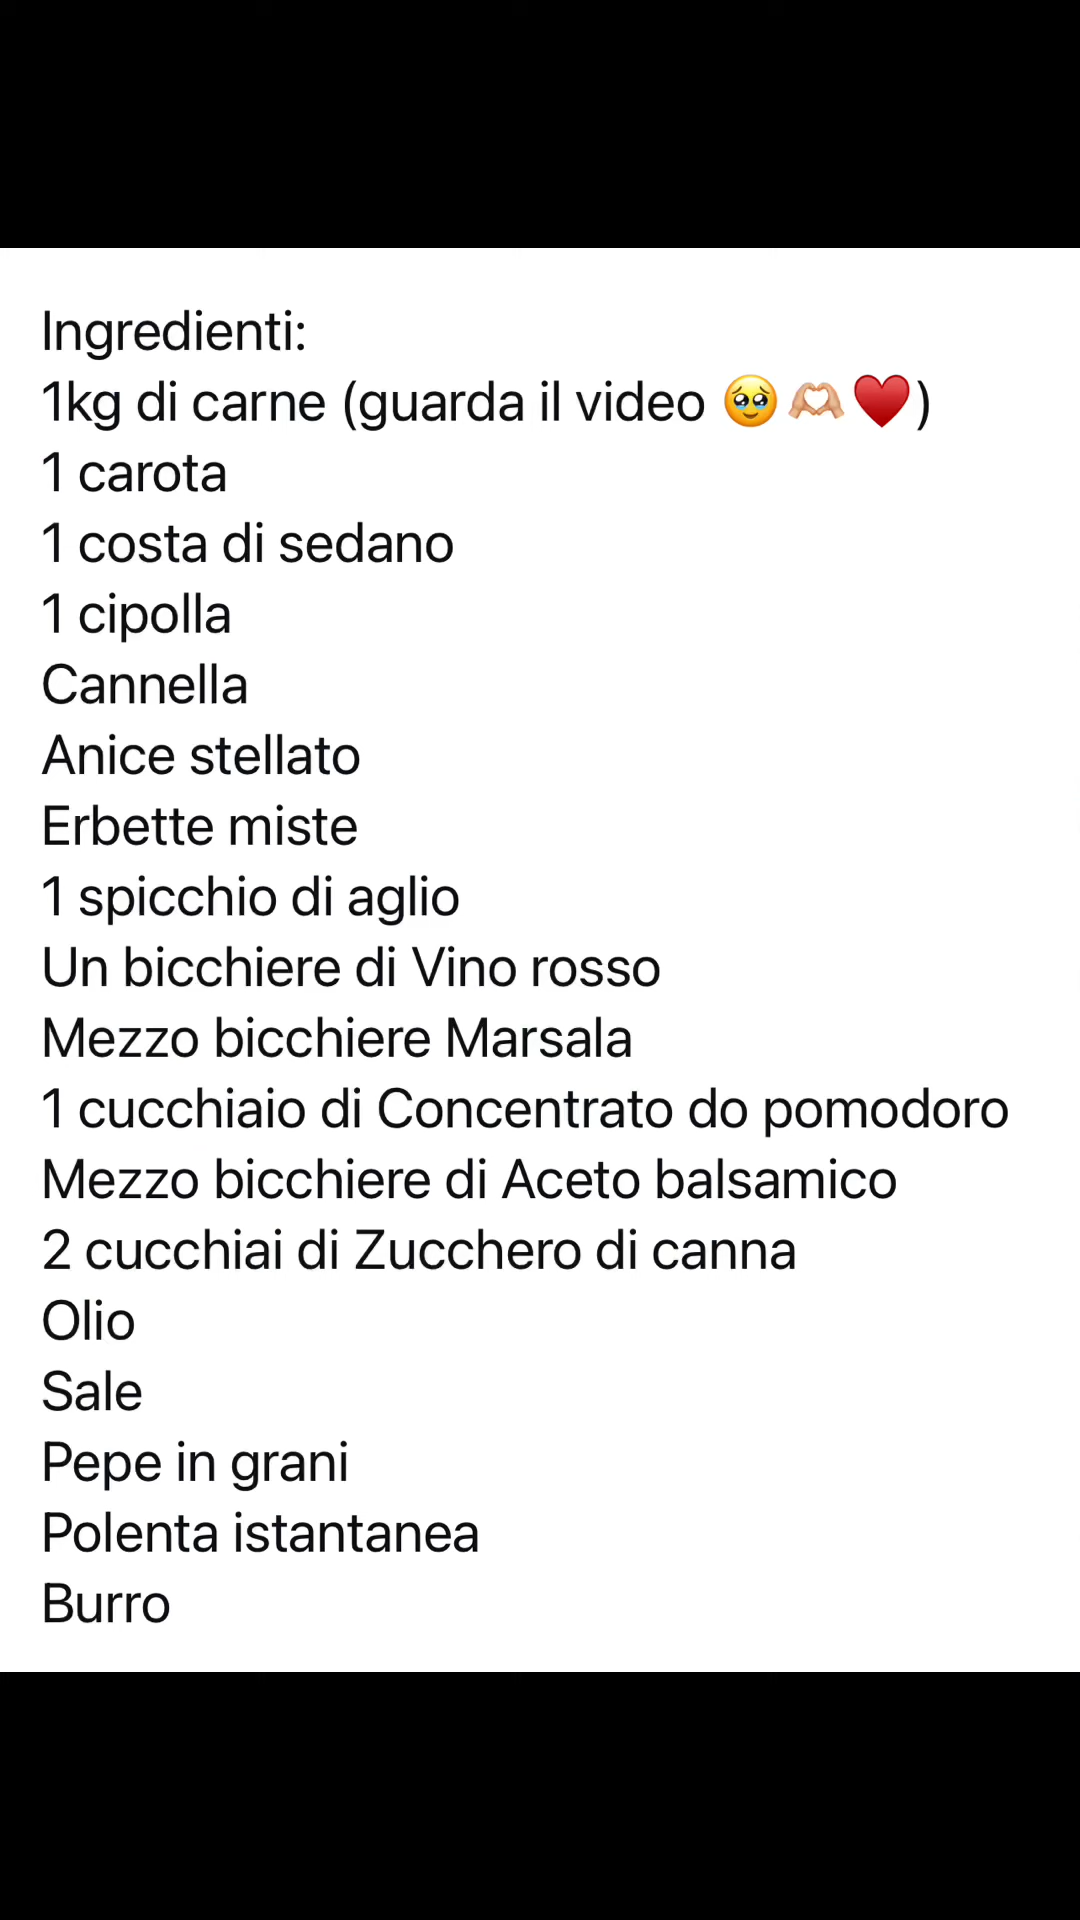 Ingredienti:
1kg di carne (guarda il video 🥹🫶🏼♥️)
1 carota
1 costa di sedano
1 cipolla
Cannella
Anice stellato
Erbette miste
1 spicchio di aglio
Un bicchiere di Vino rosso
Mezzo bicchiere Marsala
1 cucchiaio di Concentrato do pomodoro
Mezzo bicchiere di Aceto balsamico
2 cucchiai di Zucchero di canna
Olio
Sale
Pepe in grani
Polenta istantanea
Burro